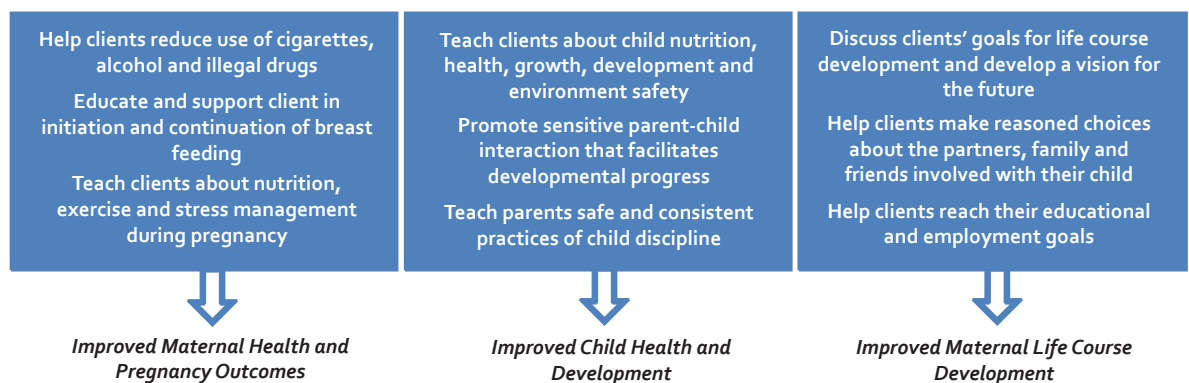 Help clients reduce use of cigarettes,
alcohol and illegal drugs
Educate and support client in
initiation and continuation of breast
feeding
Teach clients about nutrition,
exercise and stress management
during pregnancy
Improved Maternal Health and
Pregnancy Outcomes
Teach clients about child nutrition,
health, growth, development and
environment safety
Promote sensitive parent-child
interaction that facilitates
developmental progress
Teach parents safe and consistent
practices of child discipline
Improved Child Health and
Development
Discuss clients’ goals for life course
development and develop a vision for
the future
Help clients make reasoned choices
about the partners, family and
friends involved with their child
Help clients reach their educational
and employment goals
Improved Maternal Life Course
Development